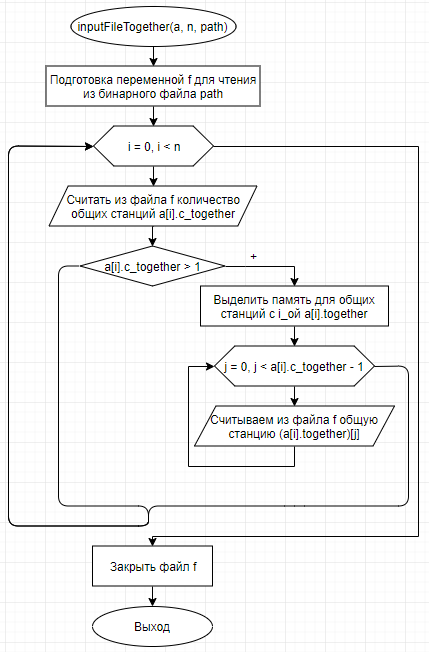 inputFileTogether(a, n, path)
Подготовка переменной f для чтения
из бинарного файла path
i = 0, i < n
Считать из файла f количество
общих станций a[i].c_together
a[i].c_together > 1
+
Выделить память для общих
станций с i_ой a[i].together
j = 0, j < a[i].c_together - 1
Считываем из файла f общую
станцию (a[i].together)[j]
Закрыть файл f
Выход